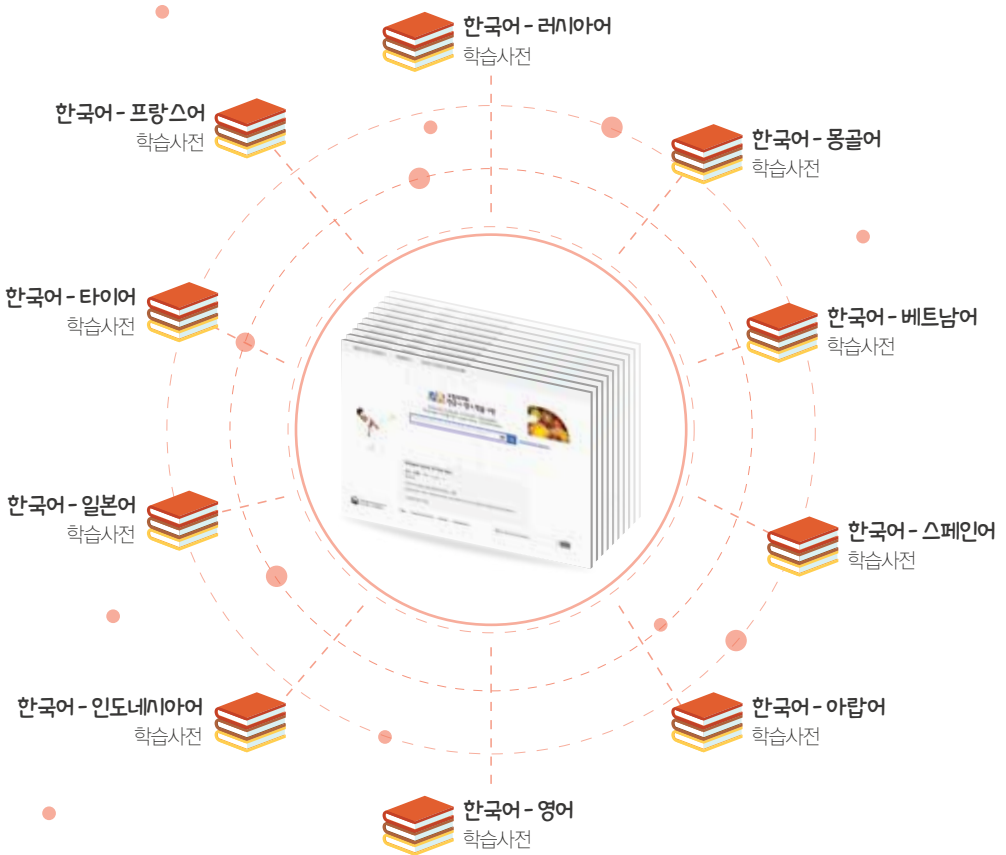 한국어 - 러시아어
학습사전
한국어 - 프랑스어
학습사전
한국어 - 몽골어
학습사전
한국어 - 타이어
학습사전
한국어 - 베트남어
학습사전
한국어 - 일본어
학습사전
한국어 - 스페인어
학습사전
한국어 - 인도네시아어
학습사전
한국어 - 아랍어
학습사전
한국어 - 영어
학습사전